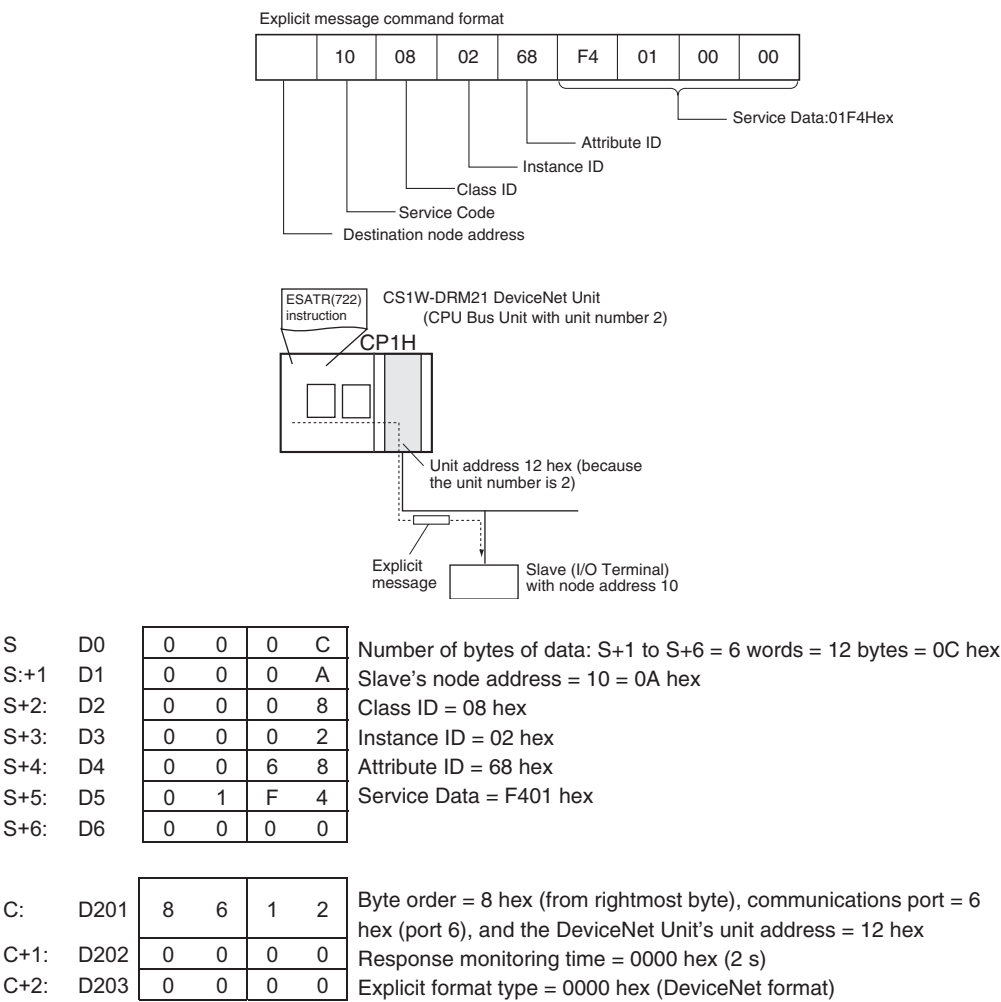 Explicit message command format
10 08 02 68 F4 01 00 00
Service Data:01F4Hex
Attribute ID
Instance ID
Class ID
Service Code
Destination node address
ESATR(722)
instruction
CS1W-DRM21 DeviceNet Unit
(CPU Bus Unit with unit number 2)
CP1H
Unit address 12 hex (because
the unit number is 2)
Explicit
message
Slave (I/O Terminal)
with node address 10
S D0 0 0 0 C Number of bytes of data: S+1 to S+6 = 6 words = 12 bytes = 0C hex
S:+1 D1 0 0 0 A Slave's node address = 10 = 0A hex
S+2: D2 0 0 0 8 Class ID = 08 hex
S+3: D3 0 0 0 2 Instance ID = 02 hex
S+4: D4 0 0 6 8 Attribute ID = 68 hex
S+5: D5 0 1 F 4 Service Data = F401 hex
S+6: D6 0 0 0 0
C: D201 8 6 1 2 Byte order = 8 hex (from rightmost byte), communications port = 6
hex (port 6), and the DeviceNet Unit's unit address = 12 hex
C+1: D202 0 0 0 0 Response monitoring time = 0000 hex (2 s)
C+2: D203 0 0 0 0 Explicit format type = 0000 hex (DeviceNet format)